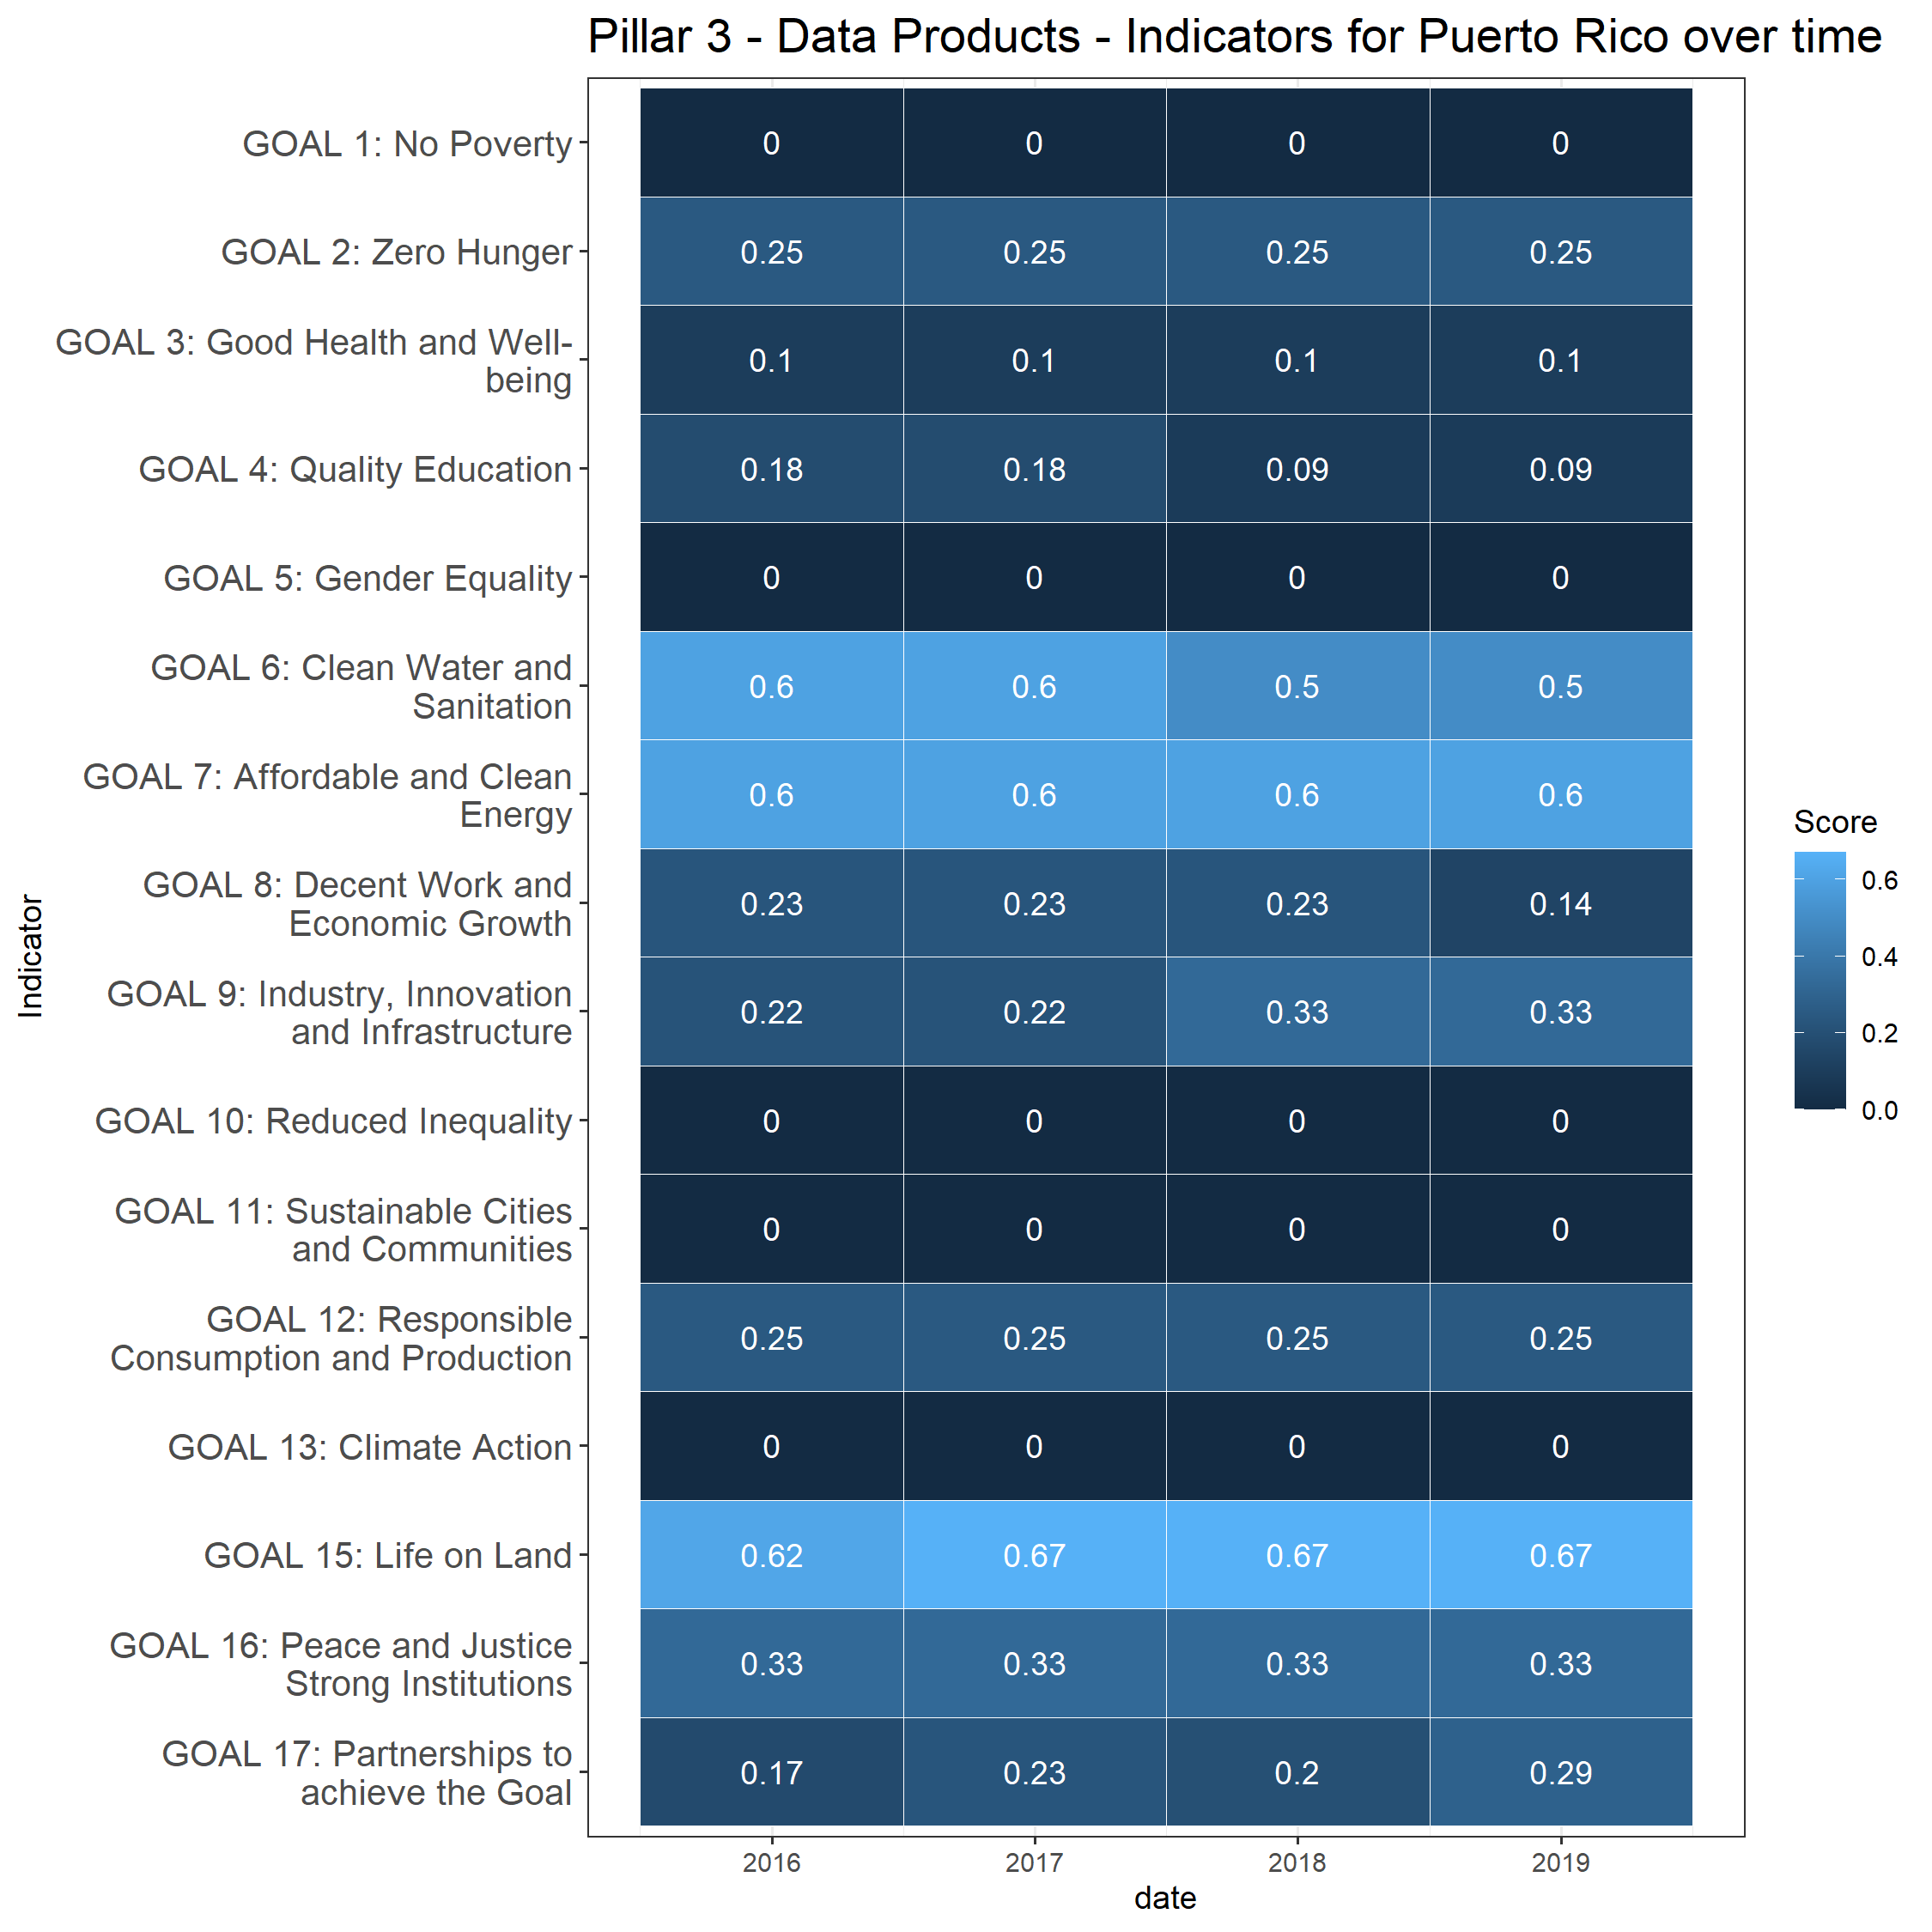 Pillar 3 - Data Products - Indicators for Puerto Rico over time
Indicator
GOAL 1: No Poverty
0 0 0 0
GOAL 2: Zero Hunger
0.25 0.25 0.25 0.25
GOAL 3: Good Health and Well-
being
0.1 0.1 0.1 0.1
GOAL 4: Quality Education
0.18 0.18 0.09 0.09
GOAL 5: Gender Equality
0 0 0 0
GOAL 6: Clean Water and
Sanitation
0.6 0.6 0.5 0.5
GOAL 7: Affordable and Clean
Energy
0.6 0.6 0.6 0.6
GOAL 8: Decent Work and
Economic Growth
0.23 0.23 0.23 0.14
GOAL 9: Industry, Innovation
and Infrastructure
0.22 0.22 0.33 0.33
GOAL 10: Reduced Inequality
0 0 0 0
GOAL 11: Sustainable Cities
and Communities
0 0 0 0
GOAL 12: Responsible
Consumption and Production
0.25 0.25 0.25 0.25
GOAL 13: Climate Action
0 0 0 0
GOAL 15: Life on Land
0.62 0.67 0.67 0.67
GOAL 16: Peace and Justice
Strong Institutions
0.33 0.33 0.33 0.33
GOAL 17: Partnerships to
achieve the Goal
0.17 0.23 0.2 0.29
2016 2017 2018 2019
date
Score
0.6
0.4
0.2
0.0